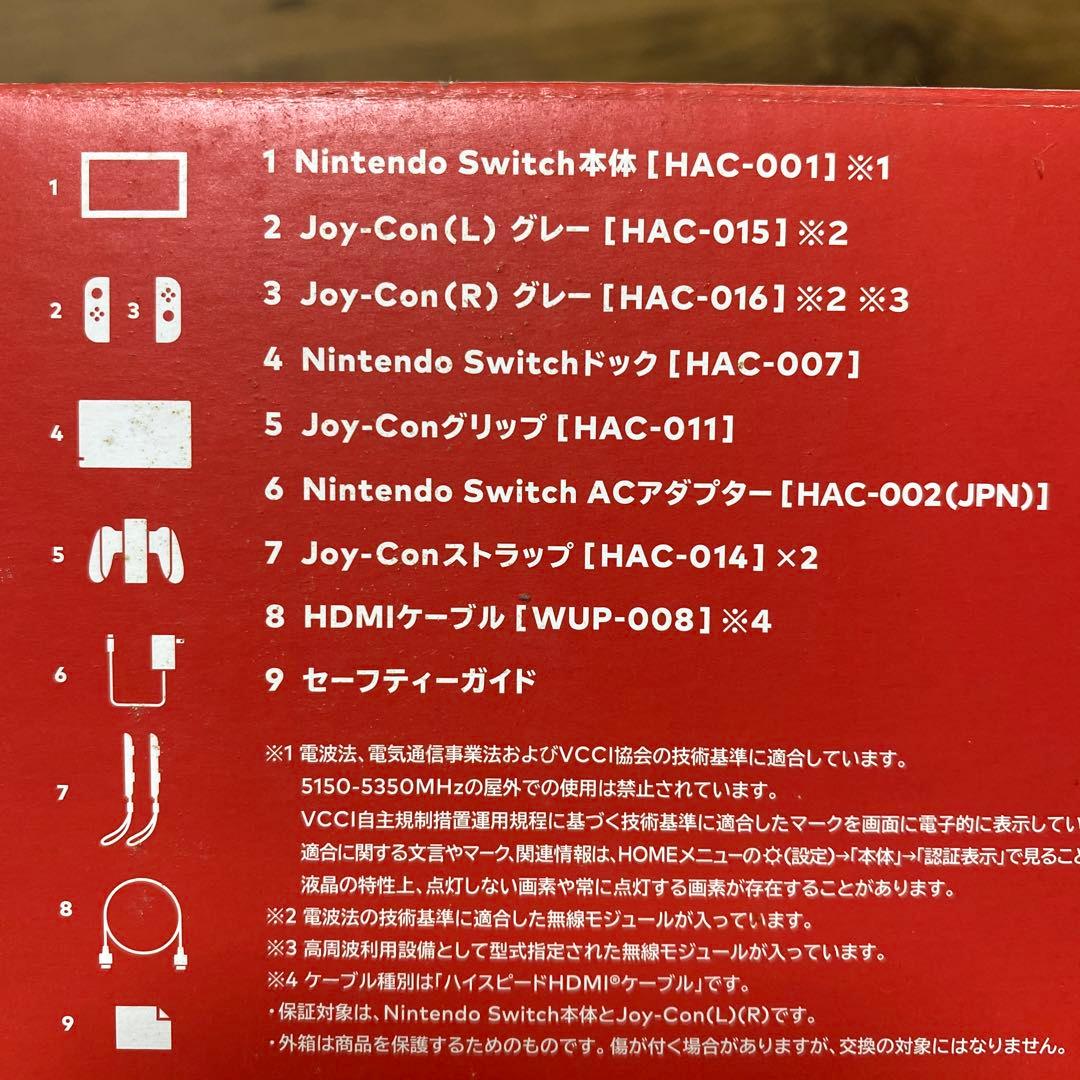 1 Nintendo Switch本体[HAC-001]※1
2 Joy-Con(L) グレー[HAC-015]※2
3 Joy-Con(R) グレー[HAC-016]※2 ※3
4 Nintendo Switchドック[HAC-007]
5 Joy-Conグリップ[HAC-011]
6 Nintendo Switch ACアダプター[HAC-002(JPN)]
7 Joy-Conストラップ[HAC-014]×2
8 HDMIケーブル[WUP-008]※4
9 セーフティーガイド
1
2
3
4
5
6
7
8
9
※1 電波法、電気通信事業法およびVCCI協会の技術基準に適合しています。
5150-5350MHzの屋外での使用は禁止されています。
VCCI自主規制措置運用規程に基づく技術基準に適合したマークを画面に電子的に表示してい
適合に関する文言やマーク、関連情報は、HOMEメニューの(設定)→「本体」→「認証表示」で見ること
液晶の特性上、点灯しない画素や常に点灯する画素が存在することがあります。
※2 電波法の技術基準に適合した無線モジュールが入っています。
※3 高周波利用設備として型式指定された無線モジュールが入っています。
※4 ケーブル種別は「ハイスピードHDMI®ケーブル」です。
・保証対象は、Nintendo Switch本体とJoy-Con(L)(R)です。
・外箱は商品を保護するためのものです。傷が付く場合がありますが、交換の対象にはなりません。